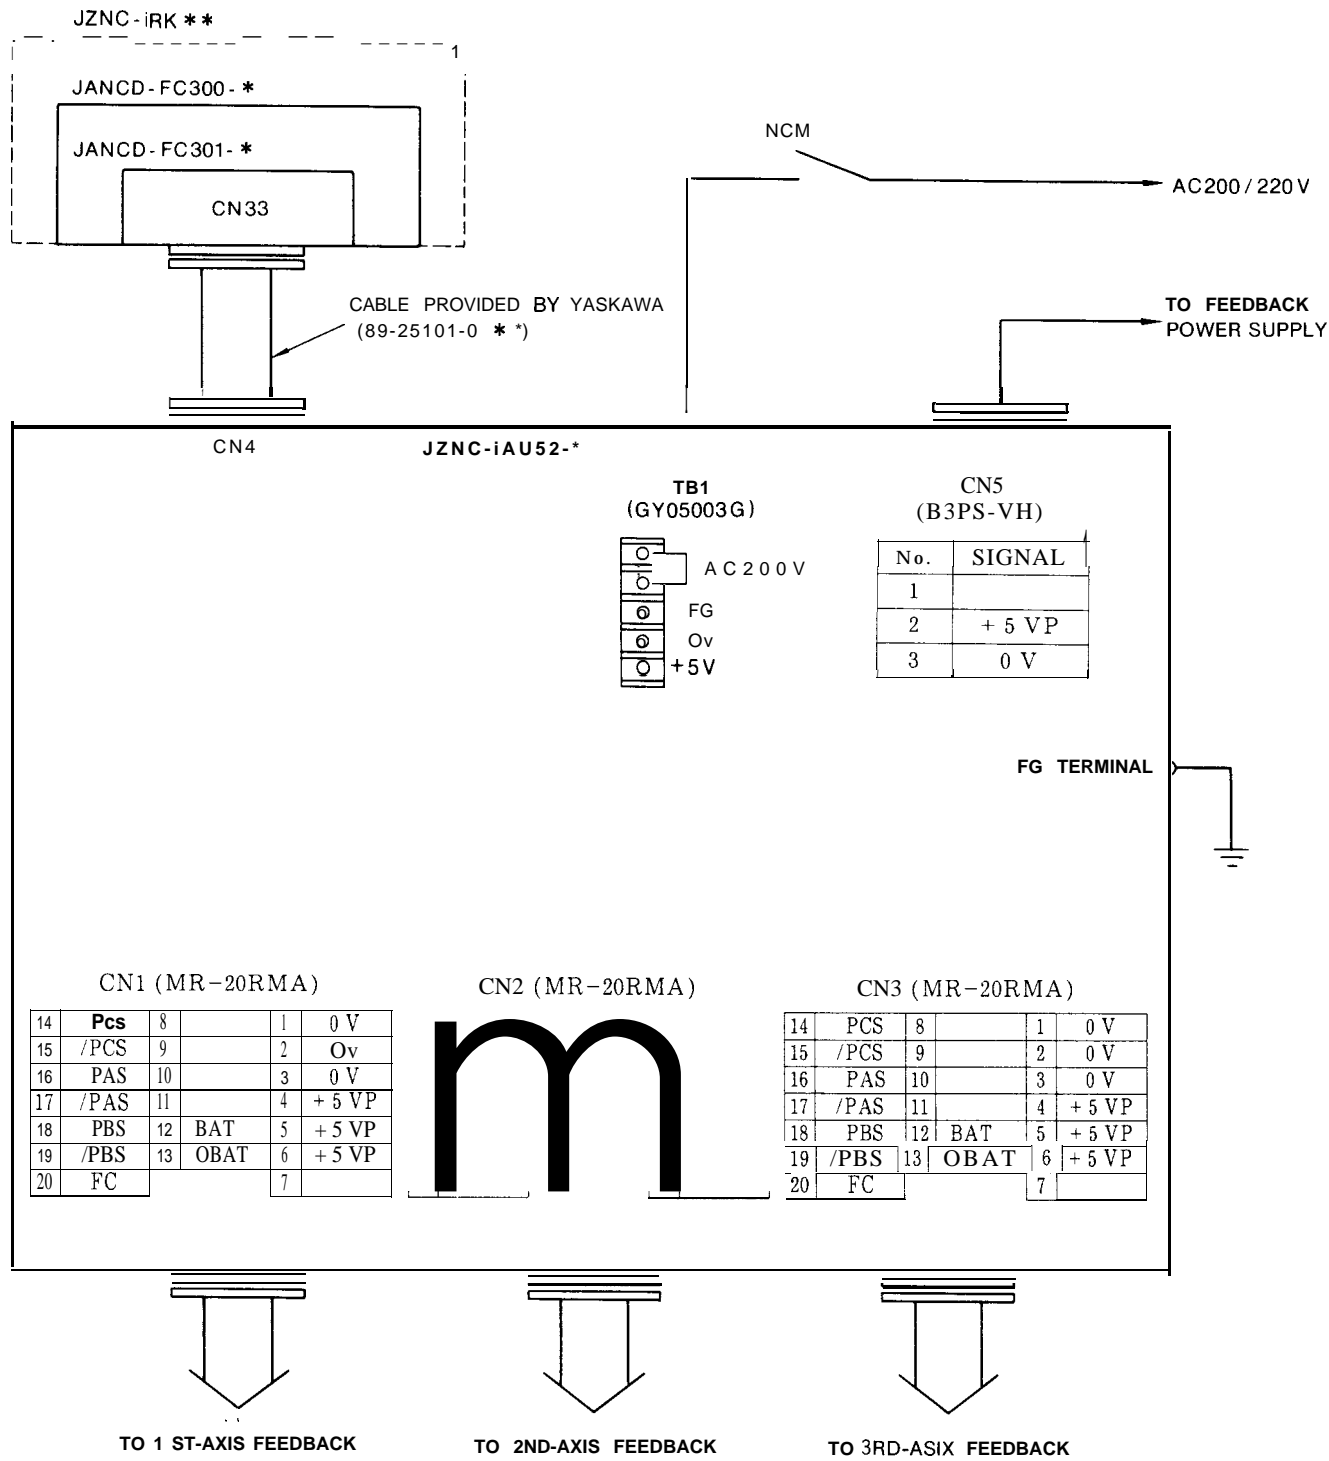 JZNC-iRK * *
1
JANCD-FC300-*
JANCD-FC301-*
CN33
NCM
AC200/220V
CABLE PROVIDED BY YASKAWA
(89-25101-0 * *)
TO FEEDBACK
POWER SUPPLY
CN4
JZNC-iAU52-*
TB1
(GY05003G)
AC200V
FG
Ov
+5V
CN5
(B3PS-VH)
No. SIGNAL
1
2 +5 VP
3 0 V
FG TERMINAL
CN1 (MR-20RMA)
14 Pcs 8 1 0 V
15 /PCS 9 2 Ov
16 PAS 10 3 0 V
17 /PAS 11 4 +5 VP
18 PBS 12 BAT 5 +5 VP
19 /PBS 13 OBAT 6 +5 VP
20 FC 7
CN2 (MR-20RMA)
m
CN3 (MR-20RMA)
14 PCS 8 1 0 V
15 /PCS 9 2 0 V
16 PAS 10 3 0 V
17 /PAS 11 4 +5 VP
18 PBS 12 BAT 5 +5 VP
19 /PBS 13 OBAT 6 +5 VP
20 FC 7
TO 1 ST-AXIS FEEDBACK
TO 2ND-AXIS FEEDBACK
TO 3RD-ASIX FEEDBACK